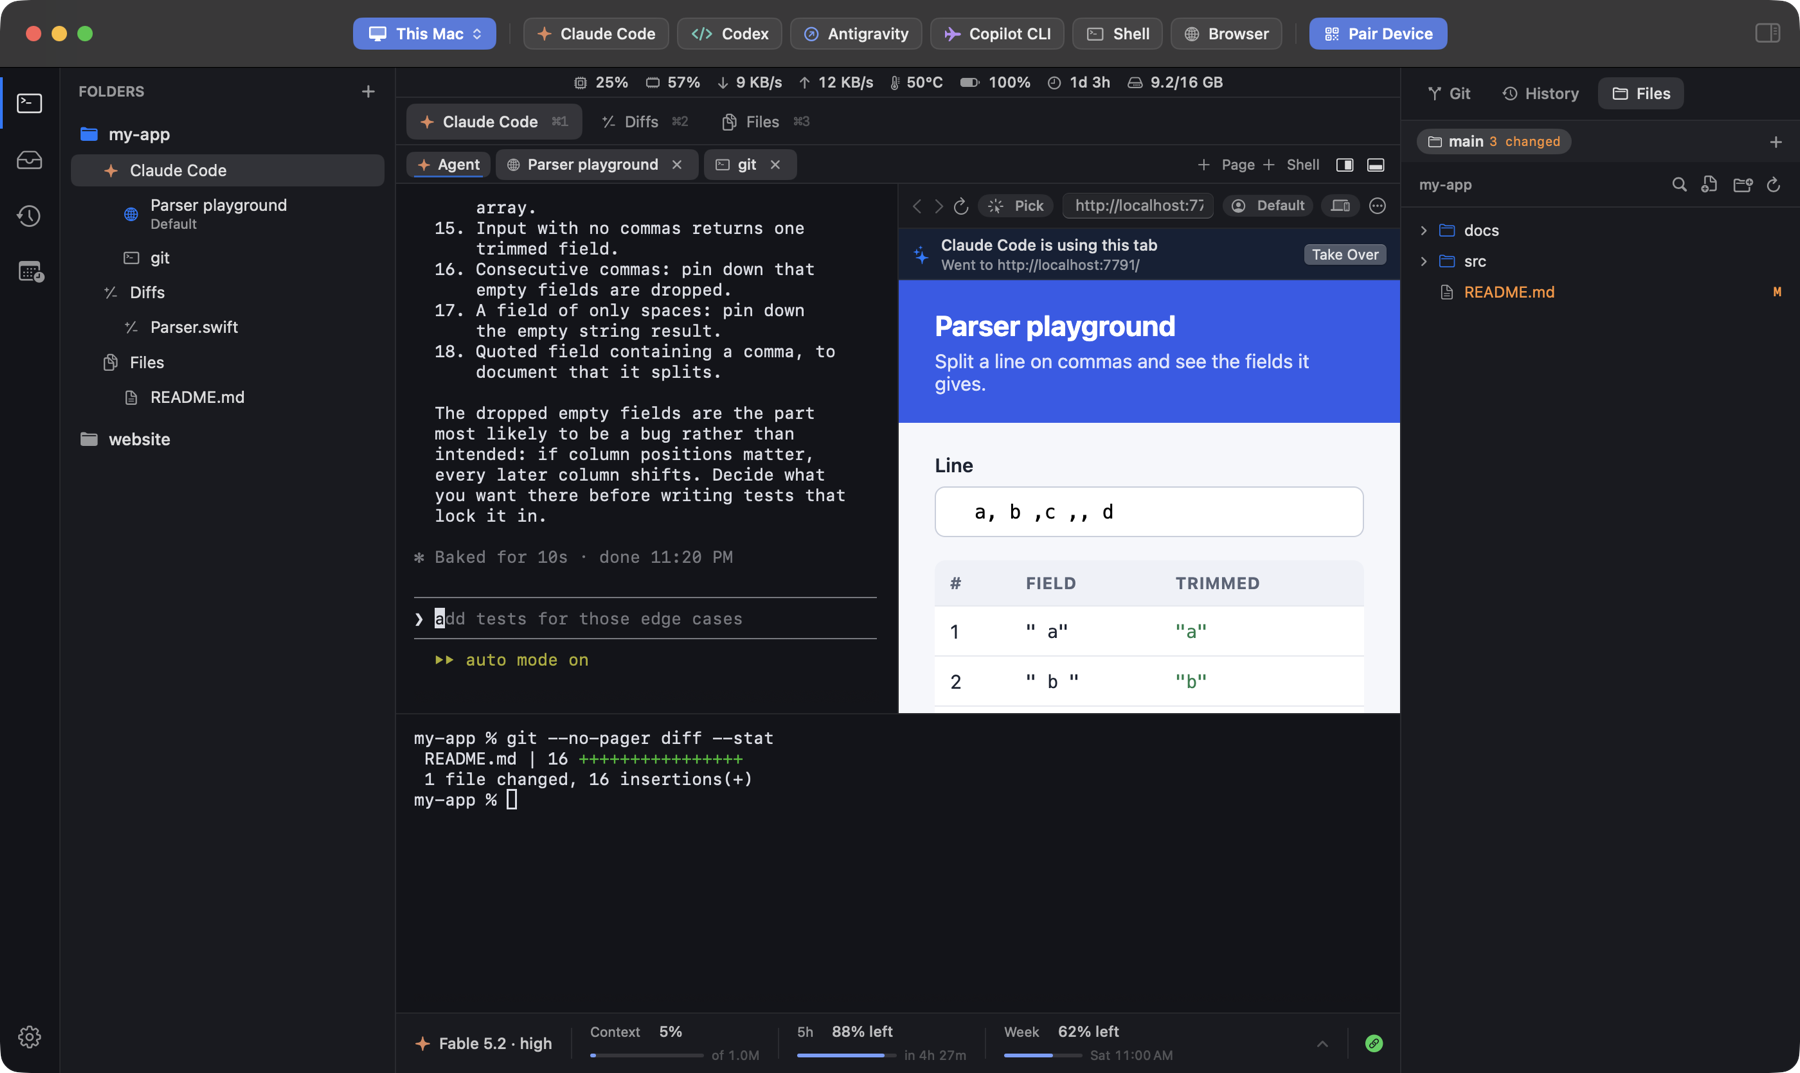 This Mac
Claude Code
Codex
Antigravity
Copilot CLI
Shell
Browser
Pair Device
FOLDERS
my-app
Claude Code
Parser playground
Default
git
Diffs
Parser.swift
Files
README.md
website
25%
57%
↓ 9 KB/s
↑ 12 KB/s
50°C
100%
1d 3h
9.2/16 GB
Claude Code ⌘1
Diffs ⌘2
Files ⌘3
Agent
Parser playground
git
+ Page
+ Shell
array.
15. Input with no commas returns one
trimmed field.
16. Consecutive commas: pin down that
empty fields are dropped.
17. A field of only spaces: pin down
the empty string result.
18. Quoted field containing a comma, to
document that it splits.
The dropped empty fields are the part
most likely to be a bug rather than
intended: if column positions matter,
every later column shifts. Decide what
you want there before writing tests that
lock it in.
✻ Baked for 10s · done 11:20 PM
❯ add tests for those edge cases
▸▸ auto mode on
Pick
http://localhost:77
Default
Claude Code is using this tab
Went to http://localhost:7791/
Take Over
Parser playground
Split a line on commas and see the fields it
gives.
Line
a, b ,c ,, d
# FIELD TRIMMED
1 " a" "a"
2 " b " "b"
my-app % git --no-pager diff --stat
README.md | 16 ++++++++++++++++
1 file changed, 16 insertions(+)
my-app %
Fable 5.2 · high
Context 5%
of 1.0M
5h 88% left
in 4h 27m
Week 62% left
Sat 11:00 AM
Git
History
Files
main 3 changed
my-app
docs
src
README.md M